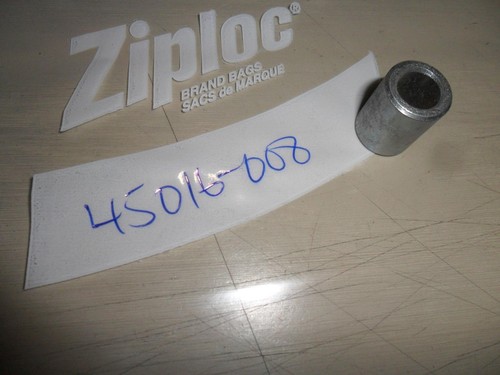 Ziploc®
BRAND BAGS
SACS de MARQUE
45016-008